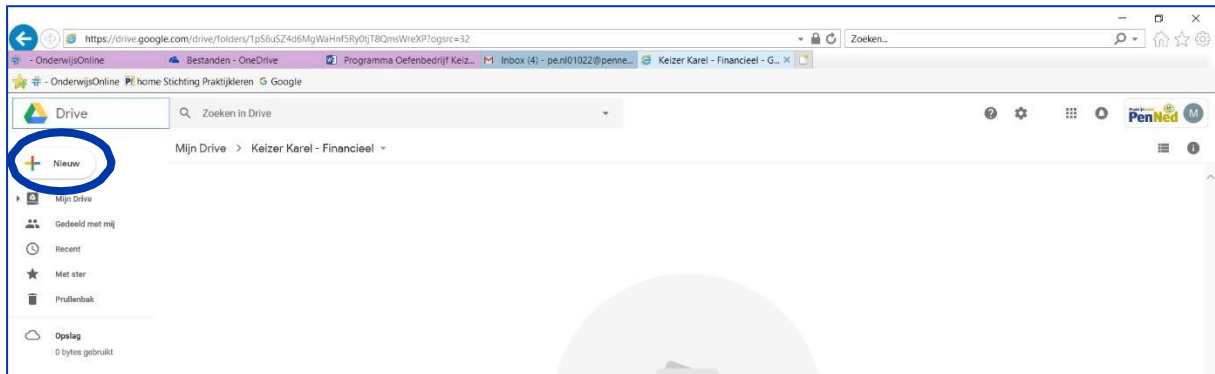 https://drive.google.com/drive/folders/1pS6uSZ4d6MgWaHnf5Ry0tjT8QmsWreXP?ogsrc=32
Zoeken...
- OnderwijsOnline
Bestanden - OneDrive
Programma Oefenbedrijf Keiz...
Inbox (4) - pe.nl01022@penne...
Keizer Karel - Financieel - G...
- OnderwijsOnline
home Stichting Praktijkleren
Google
Drive
Zoeken in Drive
PenNed
M
Nieuw
Mijn Drive > Keizer Karel - Financieel
Mijn Drive
Gedeeld met mij
Recent
Met ster
Prullenbak
Opslag
0 bytes gebruikt